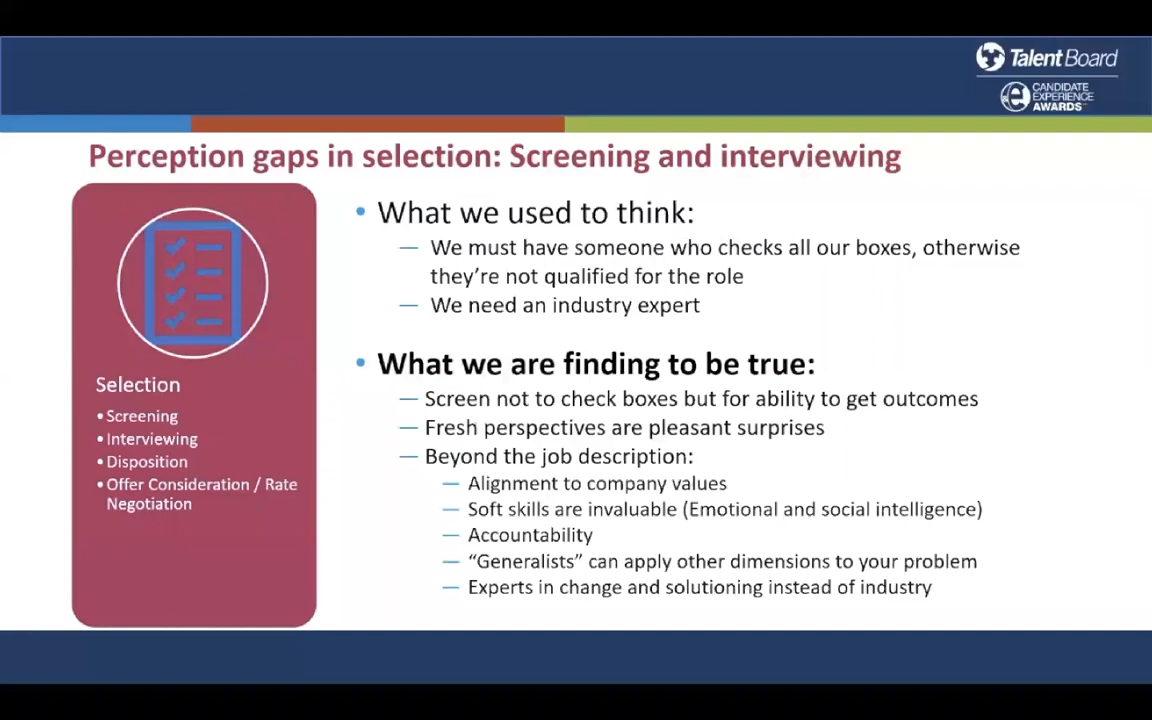 TalentBoard
CANDIDATE
EXPERIENCE
AWARDS
Perception gaps in selection: Screening and interviewing
Selection
• Screening
• Interviewing
• Disposition
• Offer Consideration / Rate
Negotiation
• What we used to think:
— We must have someone who checks all our boxes, otherwise
they’re not qualified for the role
— We need an industry expert
• What we are finding to be true:
— Screen not to check boxes but for ability to get outcomes
— Fresh perspectives are pleasant surprises
— Beyond the job description:
— Alignment to company values
— Soft skills are invaluable (Emotional and social intelligence)
— Accountability
— “Generalists” can apply other dimensions to your problem
— Experts in change and solutioning instead of industry